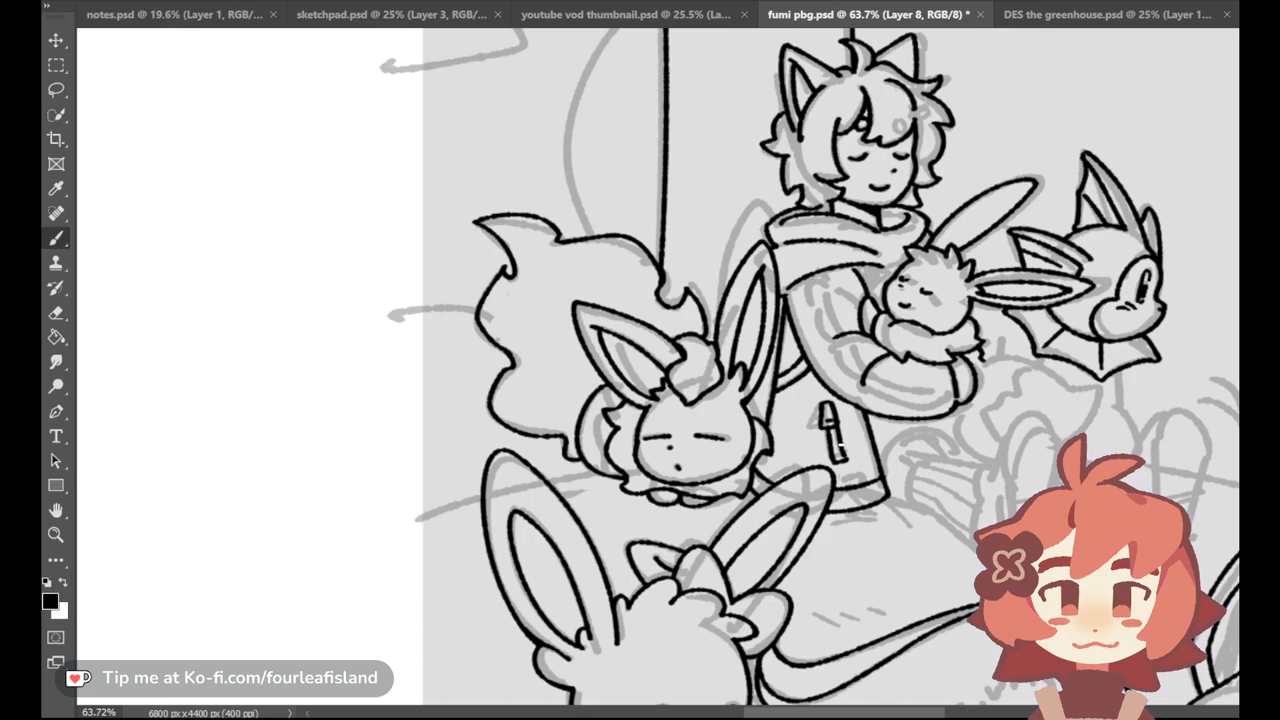 notes.psd @ 19.6% (Layer 1, RGB/...
sketchpad.psd @ 25% (Layer 3, RGB/...
youtube vod thumbnail.psd @ 25.5% (La...
fumi pbg.psd @ 63.7% (Layer 8, RGB/8) *
DES the greenhouse.psd @ 25% (Layer 1...
Tip me at Ko-fi.com/fourleafisland
63.72%
6800 px x 4400 px (400 ppi)